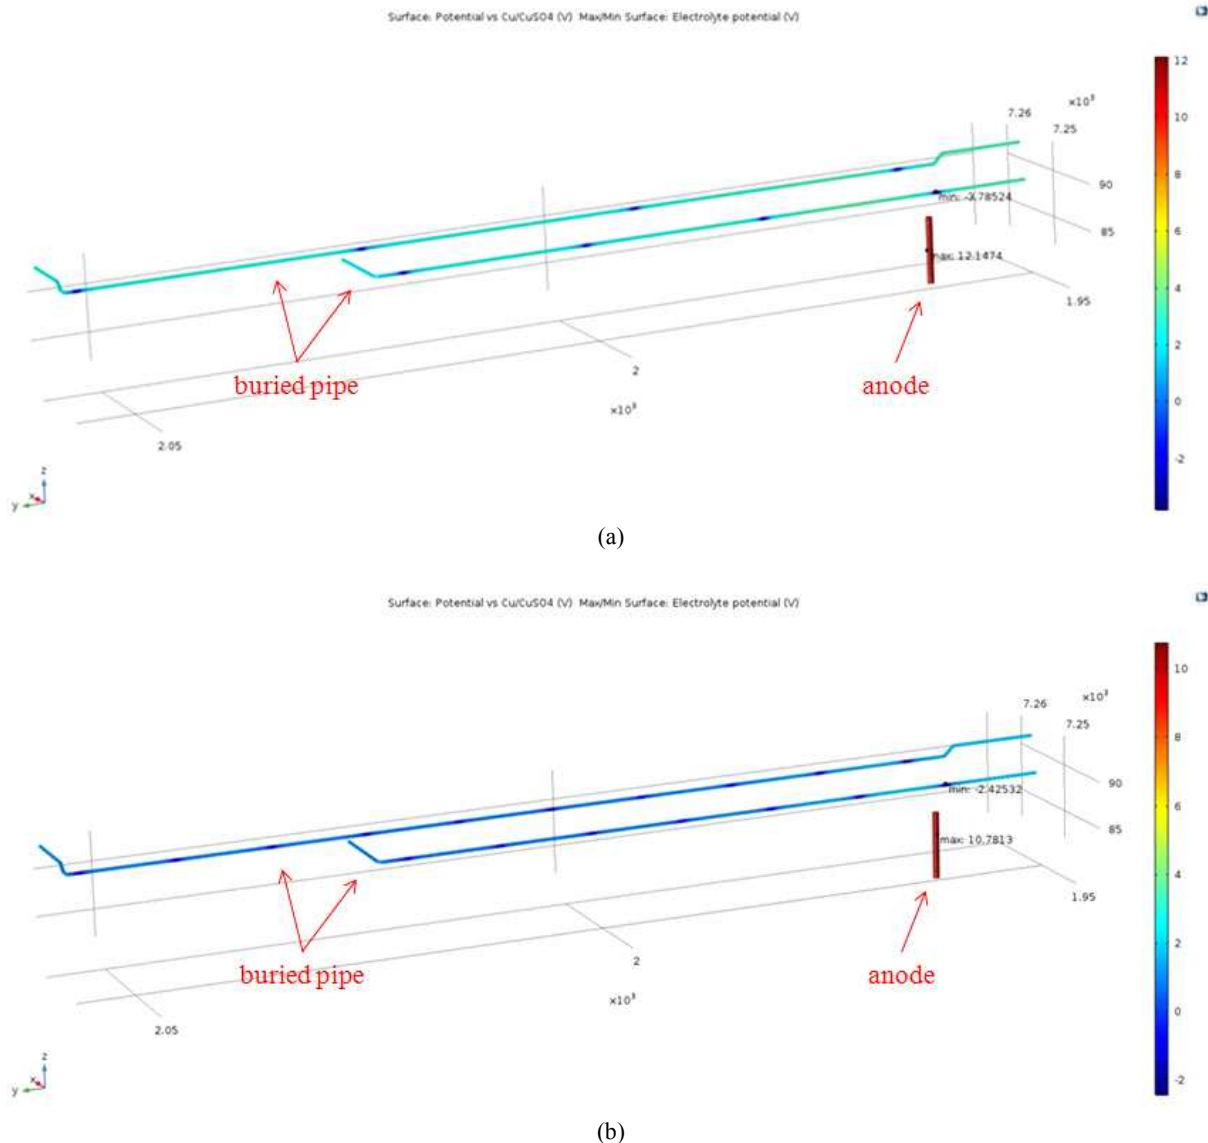 Surface: Potential vs Cu/CuSO4 (V) Max/Min Surface: Electrolyte potential (V)
12
10
8
6
4
2
0
-2
×10³
7.26
7.25
90
85
min: -3.78524
max: 12.1474
1.95
2
×10³
2.05
buried pipe
anode
z
y
x
(a)
Surface: Potential vs Cu/CuSO4 (V) Max/Min Surface: Electrolyte potential (V)
10
8
6
4
2
0
-2
×10³
7.26
7.25
90
85
min: -2.42532
max: 10.7813
1.95
2
×10³
2.05
buried pipe
anode
z
y
x
(b)